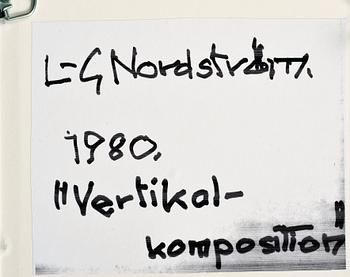 L-G Nordström.
1980.
"Vertikal-
komposition"